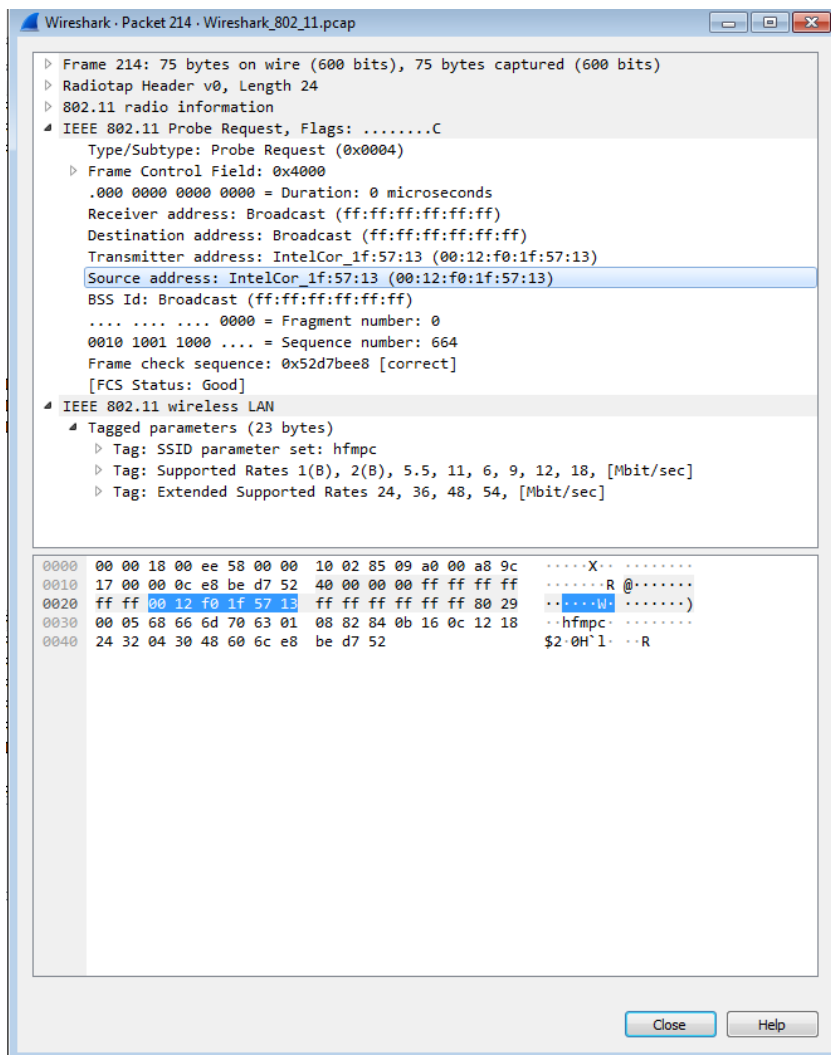 Wireshark · Packet 214 · Wireshark_802_11.pcap
Frame 214: 75 bytes on wire (600 bits), 75 bytes captured (600 bits)
Radiotap Header v0, Length 24
802.11 radio information
IEEE 802.11 Probe Request, Flags: ........C
Type/Subtype: Probe Request (0x0004)
Frame Control Field: 0x4000
.000 0000 0000 0000 = Duration: 0 microseconds
Receiver address: Broadcast (ff:ff:ff:ff:ff:ff)
Destination address: Broadcast (ff:ff:ff:ff:ff:ff)
Transmitter address: IntelCor_1f:57:13 (00:12:f0:1f:57:13)
Source address: IntelCor_1f:57:13 (00:12:f0:1f:57:13)
BSS Id: Broadcast (ff:ff:ff:ff:ff:ff)
.... .... .... 0000 = Fragment number: 0
0010 1001 1000 .... = Sequence number: 664
Frame check sequence: 0x52d7bee8 [correct]
[FCS Status: Good]
IEEE 802.11 wireless LAN
Tagged parameters (23 bytes)
Tag: SSID parameter set: hfmpc
Tag: Supported Rates 1(B), 2(B), 5.5, 11, 6, 9, 12, 18, [Mbit/sec]
Tag: Extended Supported Rates 24, 36, 48, 54, [Mbit/sec]
0000 00 00 18 00 ee 58 00 00 10 02 85 09 a0 00 a8 9c ·····X·· ········
0010 17 00 00 0c e8 be d7 52 40 00 00 00 ff ff ff ff ·······R @·······
0020 ff ff 00 12 f0 1f 57 13 ff ff ff ff ff ff 80 29 ······W· ·······)
0030 00 05 68 66 6d 70 63 01 08 82 84 0b 16 0c 12 18 ··hfmpc· ········
0040 24 32 04 30 48 60 6c e8 be d7 52 $2·0H`l· ··R
Close
Help